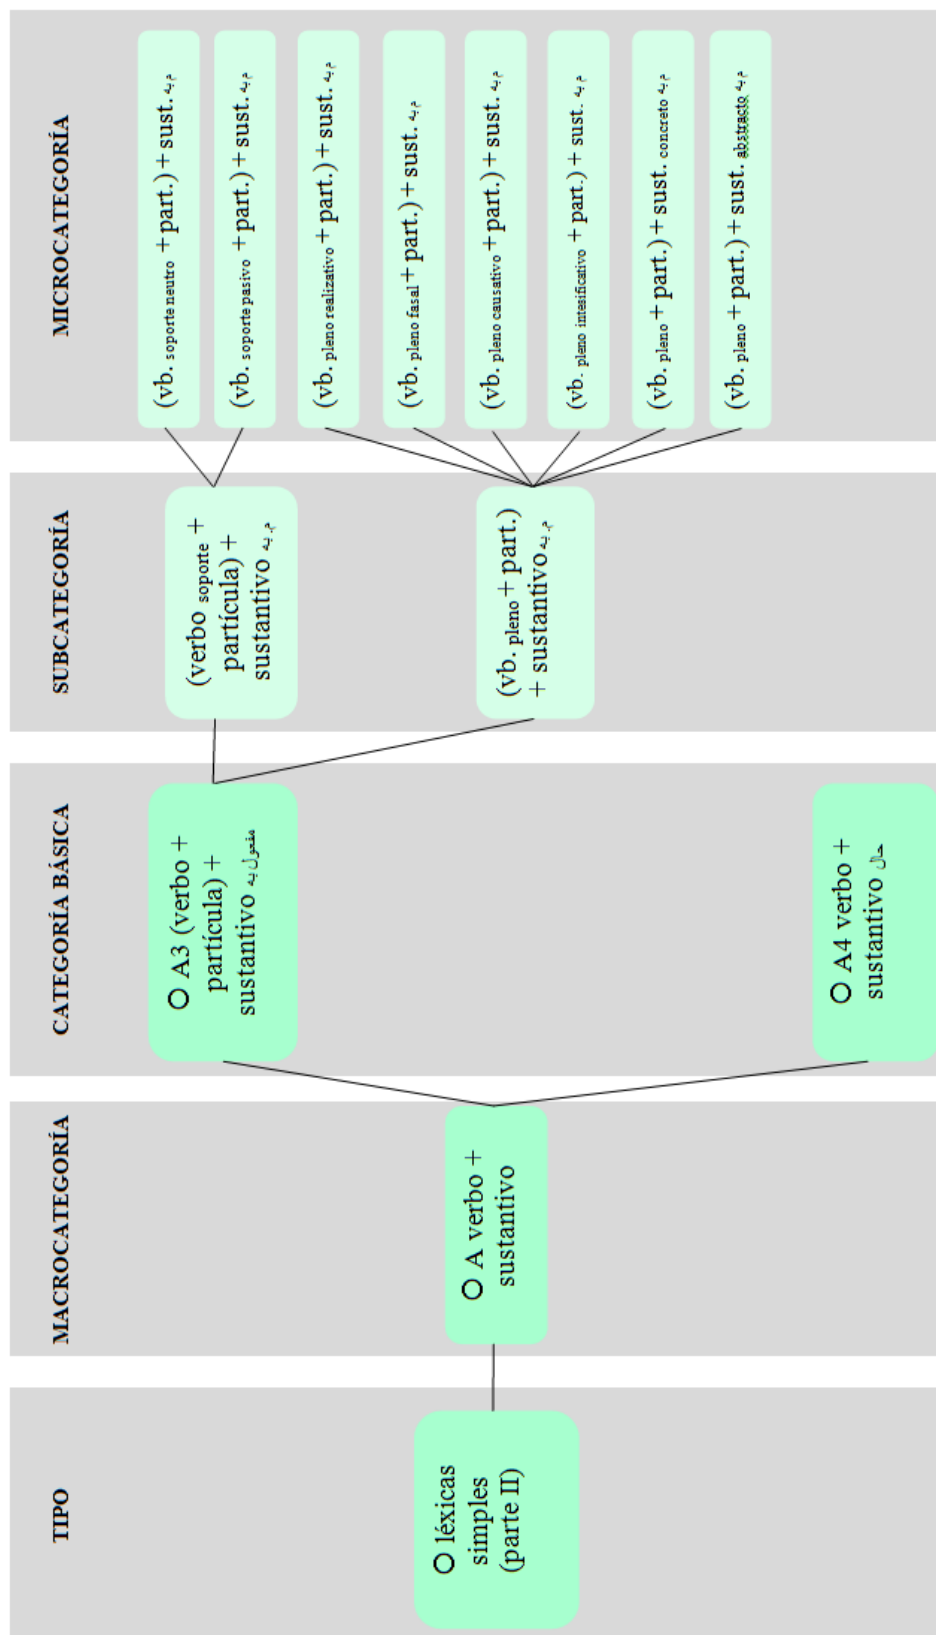 TIPO
MACROCATEGORÍA
CATEGORÍA BÁSICA
SUBCATEGORÍA
MICROCATEGORÍA
O léxicas
simples
(parte II)
O A verbo +
sustantivo
O A3 (verbo +
partícula) +
sustantivo مفعول به
O A4 verbo +
sustantivo حال
(verbo soporte +
partícula) +
sustantivo م. به
(vb. pleno + part.)
+ sustantivo م. به
(vb. soporte neutro + part.) + sust. م به
(vb. soporte pasivo + part.) + sust. م به
(vb. pleno realizativo + part.) + sust. م به
(vb. pleno fasal + part.) + sust. م به
(vb. pleno causativo + part.) + sust. م به
(vb. pleno intesificativo + part.) + sust. م به
(vb. pleno + part.) + sust. concreto م به
(vb. pleno + part.) + sust. abstracto م به